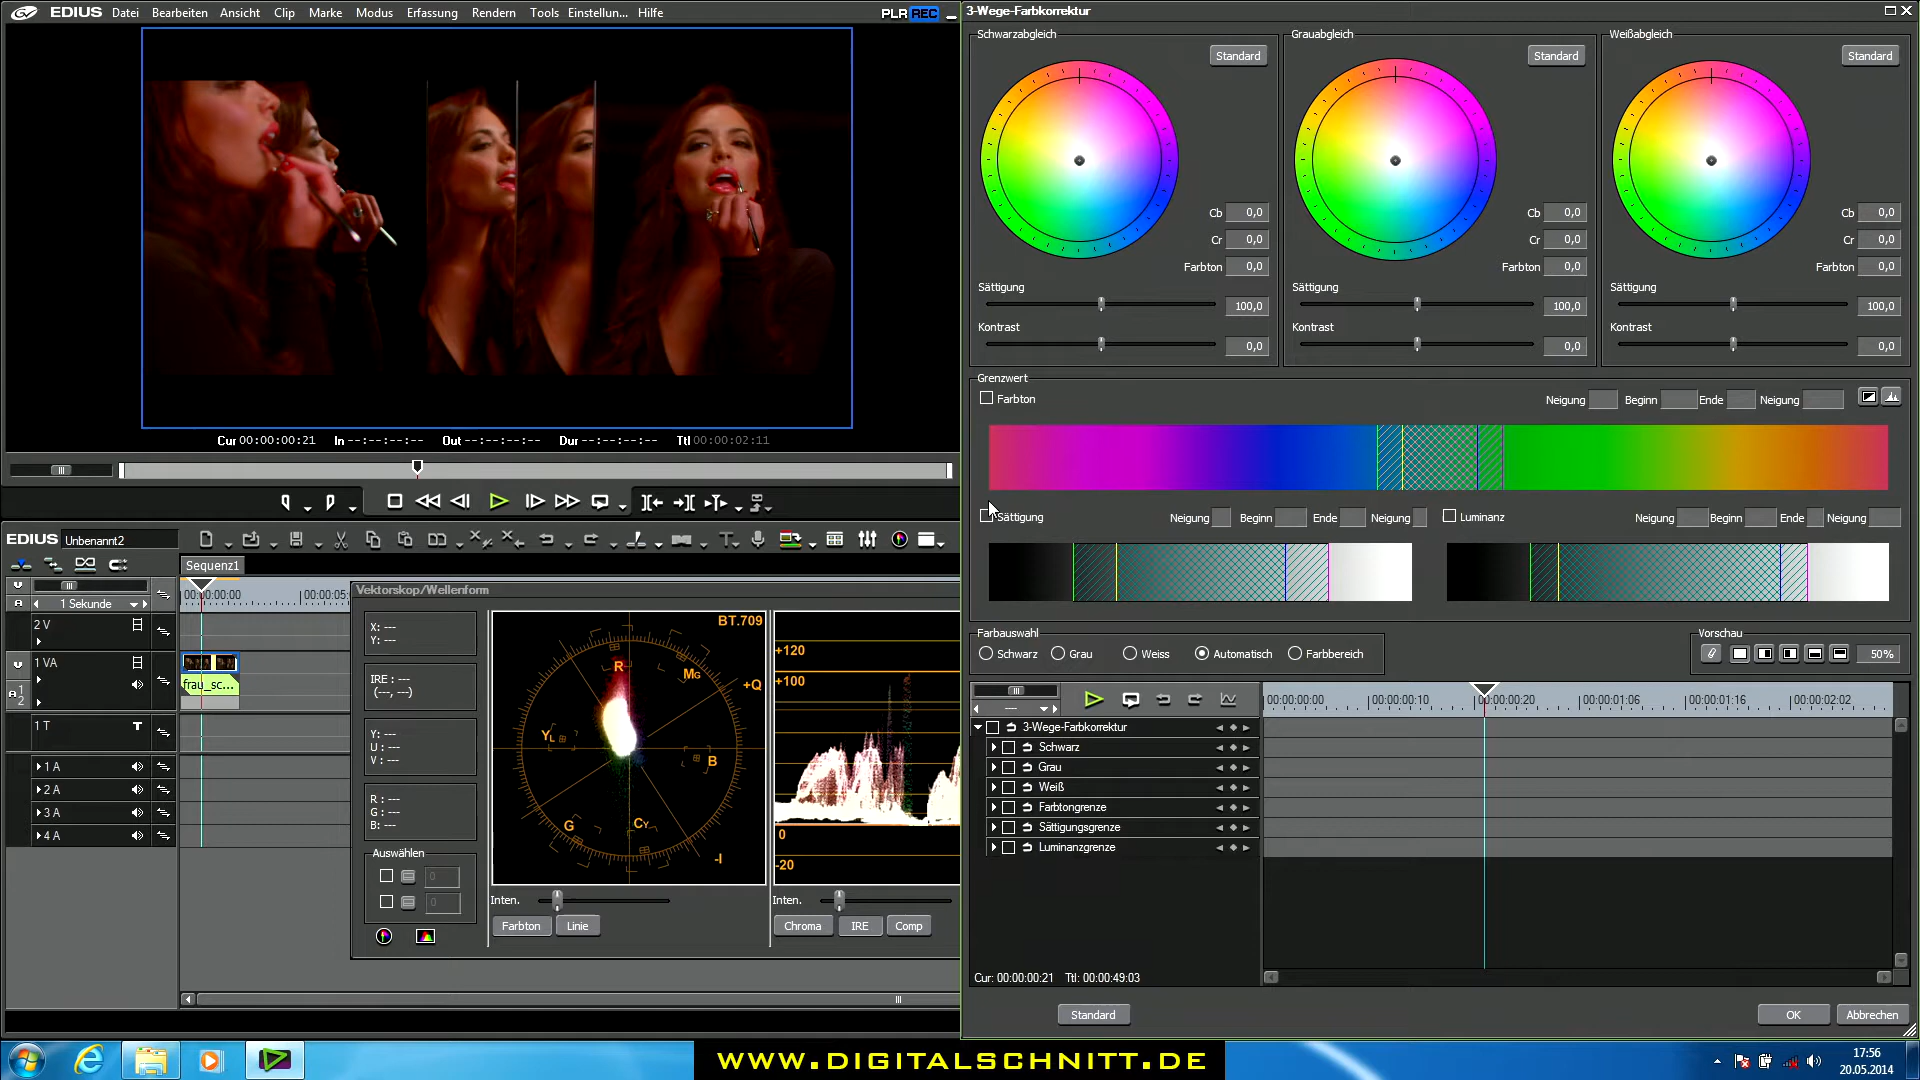 EDIUS Datei Bearbeiten Ansicht Clip Marke Modus Erfassung Rendern Tools Einstellun... Hilfe PLR REC
3-Wege-Farbkorrektur
Schwarzabgleich Grauabgleich Weißabgleich
Standard Standard Standard
Cb 0,0 Cb 0,0 Cb 0,0
Cr 0,0 Cr 0,0 Cr 0,0
Farbton 0,0 Farbton 0,0 Farbton 0,0
Sättigung Sättigung Sättigung
100,0 100,0 100,0
Kontrast Kontrast Kontrast
0,0 0,0 0,0
Grenzwert
Farbton Neigung Beginn Ende Neigung
Cur 00:00:00:21 In --:--:--:-- Out --:--:--:-- Dur --:--:--:-- Ttl 00:00:02:11
Sättigung Neigung Beginn Ende Neigung Luminanz Neigung Beginn Ende Neigung
EDIUS Unbenannt2
Sequenz1
Vektorskop/Wellenform
00:00:00:00 00:00:05:
1 Sekunde
2 V
1 VA
frau_sc...
1
2
1 T T
1 A
2 A
3 A
4 A
X: ---
Y: ---
IRE : ---
(---, ---)
Y: ---
U : ---
V : ---
R : ---
G : ---
B: ---
Auswählen
0
0
BT.709
R
MG
+Q
YL
B
G
CY
-I
+120
+100
0
-20
Inten. Inten.
Farbton Linie Chroma IRE Comp
Farbauswahl
Schwarz Grau Weiss Automatisch Farbbereich
Vorschau
50%
00:00:00:00 00:00:00:10 00:00:00:20 00:00:01:06 00:00:01:16 00:00:02:02
---
3-Wege-Farbkorrektur
Schwarz
Grau
Weiß
Farbtongrenze
Sättigungsgrenze
Luminanzgrenze
Cur: 00:00:00:21 Ttl: 00:00:49:03
Standard OK Abbrechen
WWW.DIGITALSCHNITT.DE
17:56
20.05.2014